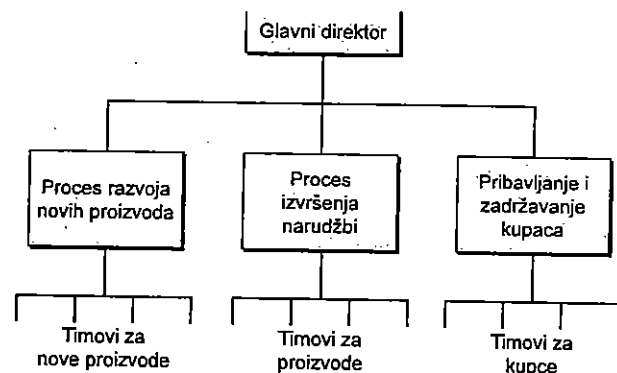 Glavni direktor
Proces razvoja
novih proizvoda
Proces
izvršenja
narudžbi
Pribavljanje i
zadržavanje
kupaca
Timovi za
nove proizvode
Timovi za
proizvode
Timovi za
kupce